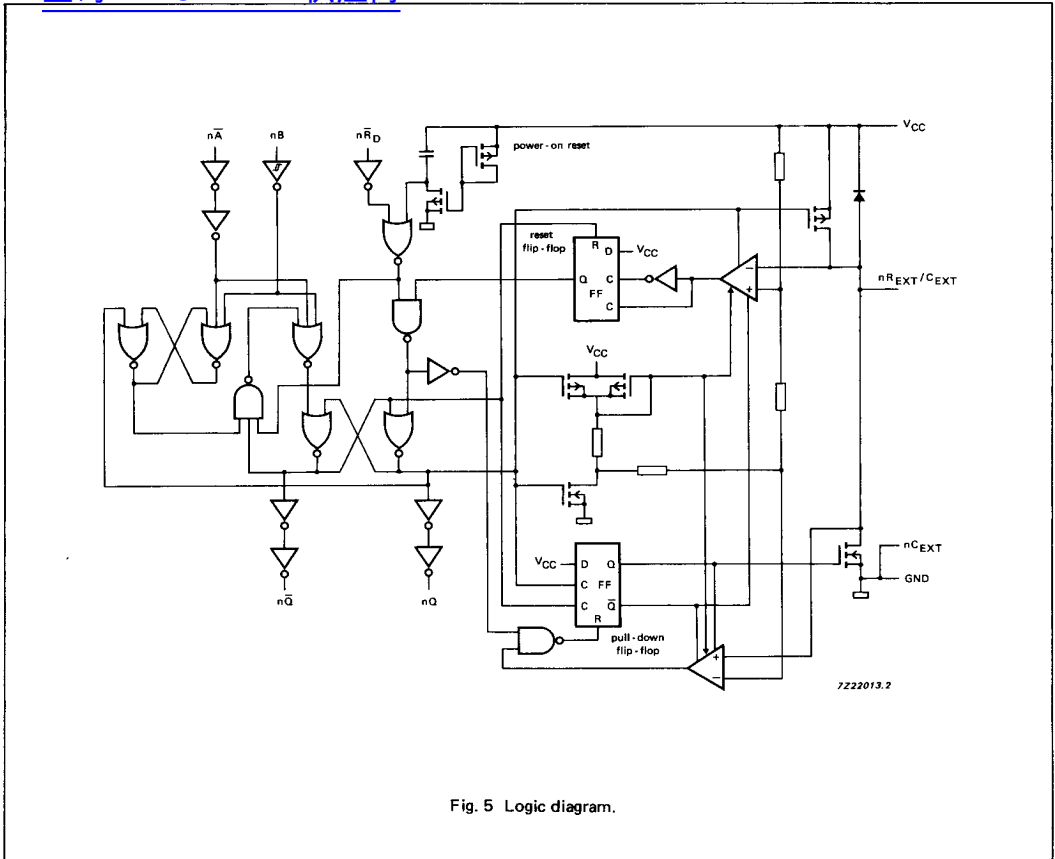 nA̅
nB
nR̅D
VCC
power-on reset
reset
flip-flop
R
D
VCC
Q
C
FF
C
−
+
nREXT/CEXT
VCC
VCC
D
Q
C
FF
C
Q̅
R
pull-down
flip-flop
nCEXT
GND
+
−
nQ̅
nQ
7Z22013.2
Fig. 5 Logic diagram.